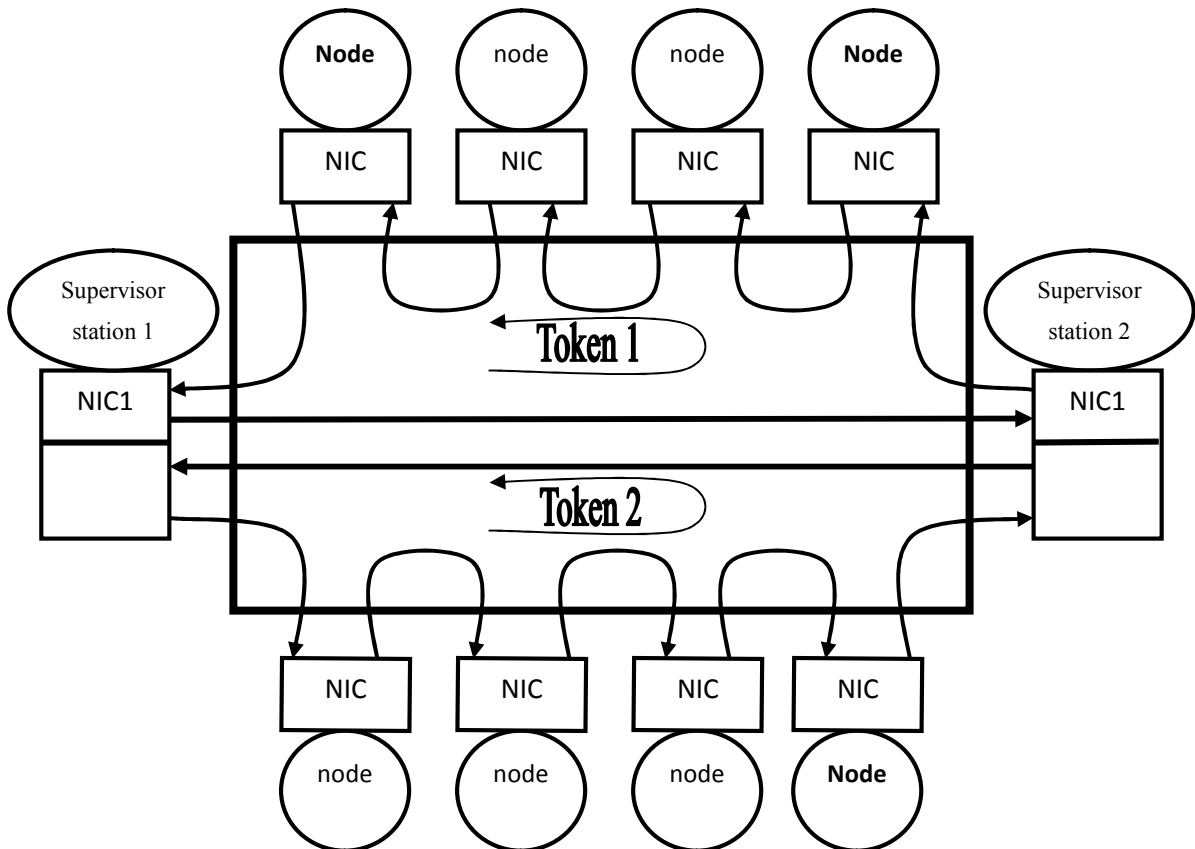 Node
node
node
Node
NIC
NIC
NIC
NIC
Supervisor
station 1
Supervisor
station 2
Token 1
NIC1
NIC1
Token 2
NIC
NIC
NIC
NIC
node
node
node
Node